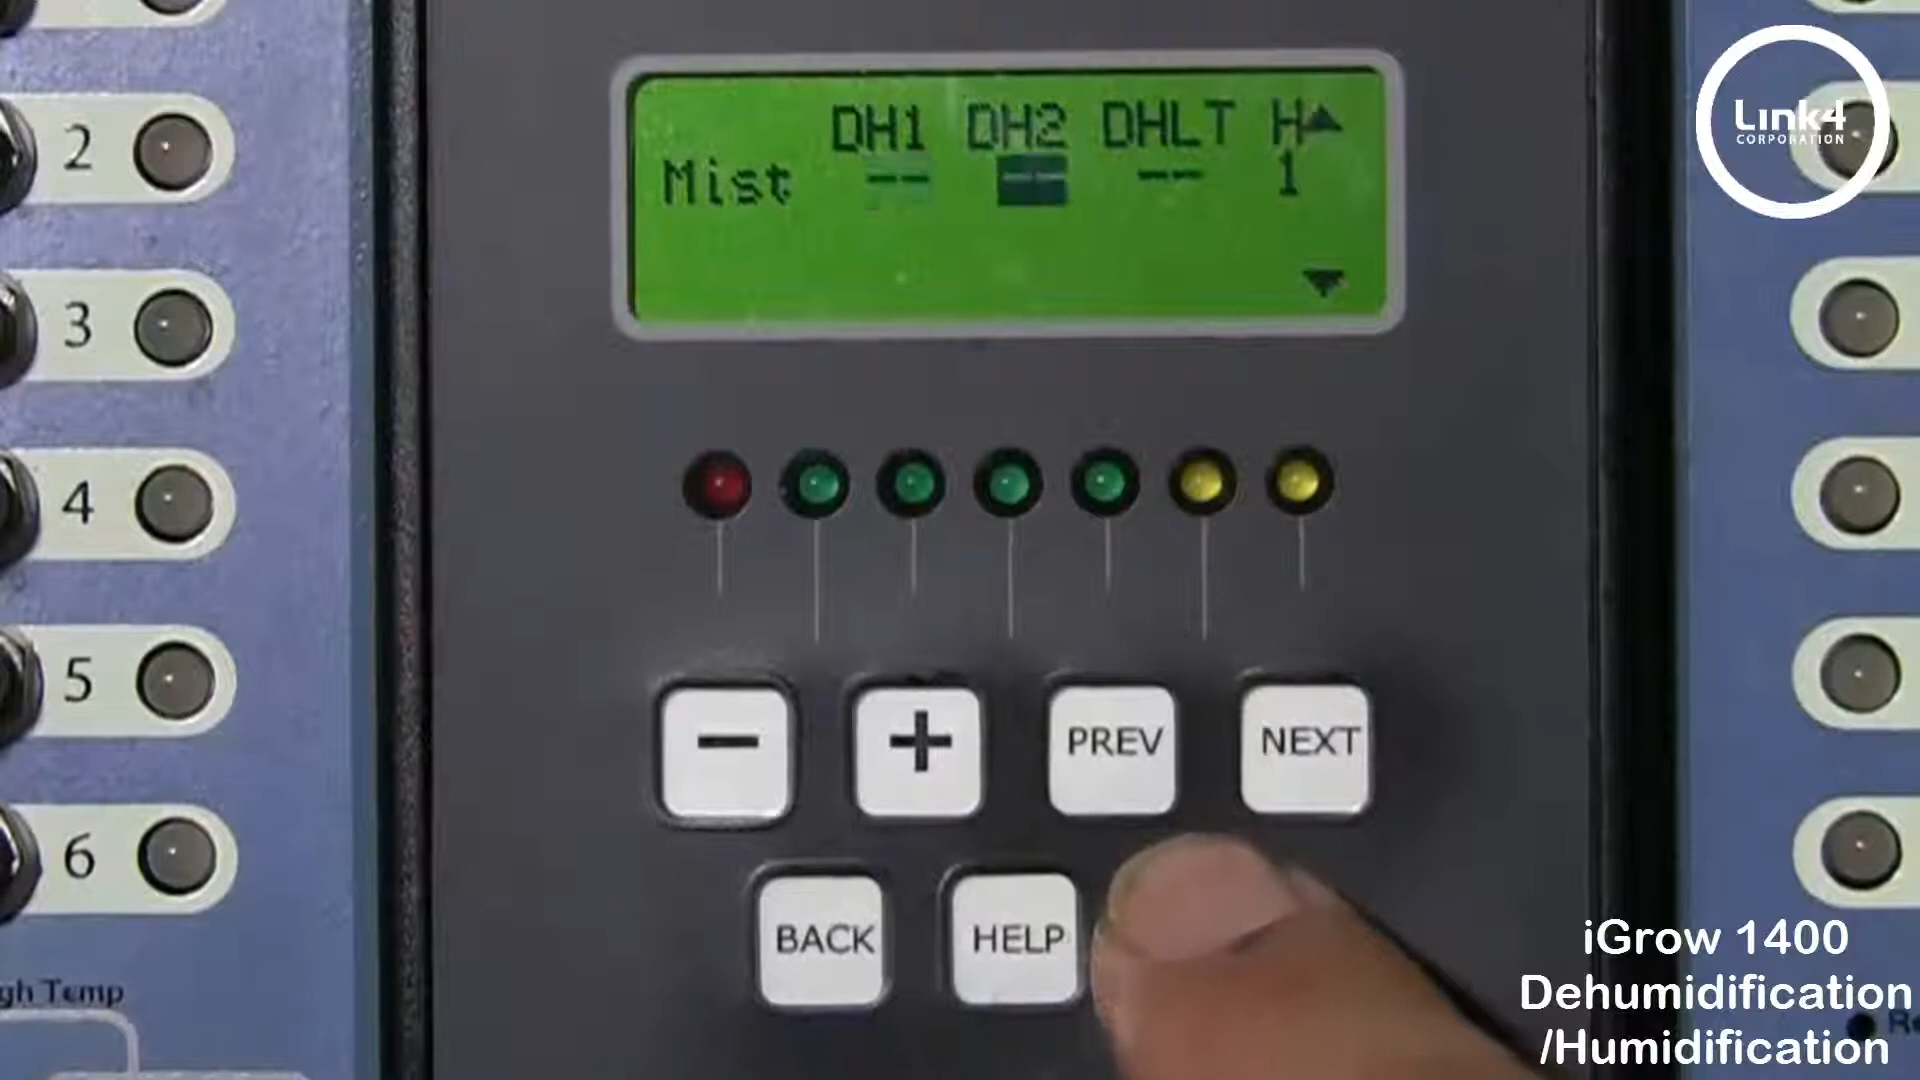 DH1 DH2 DHLT H
Mist -- -- -- 1
Link4
CORPORATION
2
3
4
5
6
− + PREV NEXT
BACK HELP
gh Temp
iGrow 1400
Dehumidification
/Humidification
Re